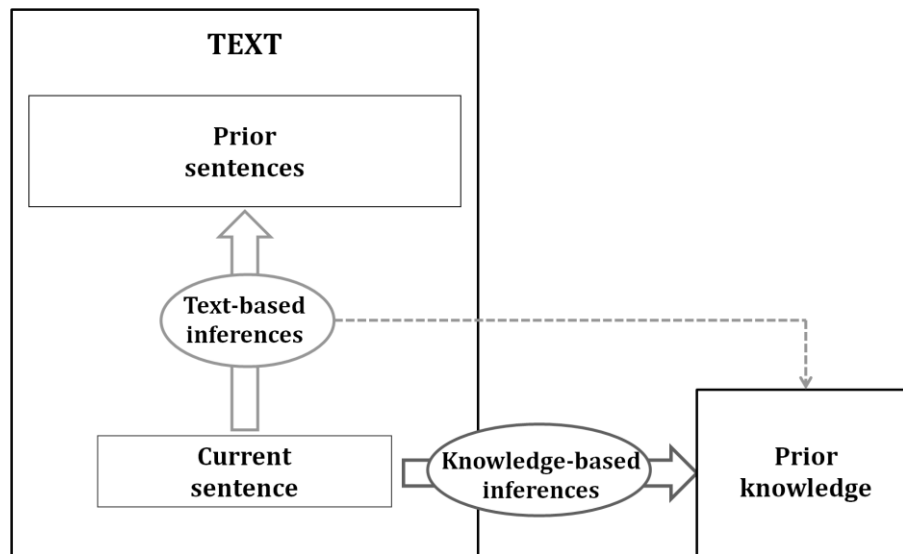 TEXT
Prior
sentences
Text-based
inferences
Current
sentence
Knowledge-based
inferences
Prior
knowledge